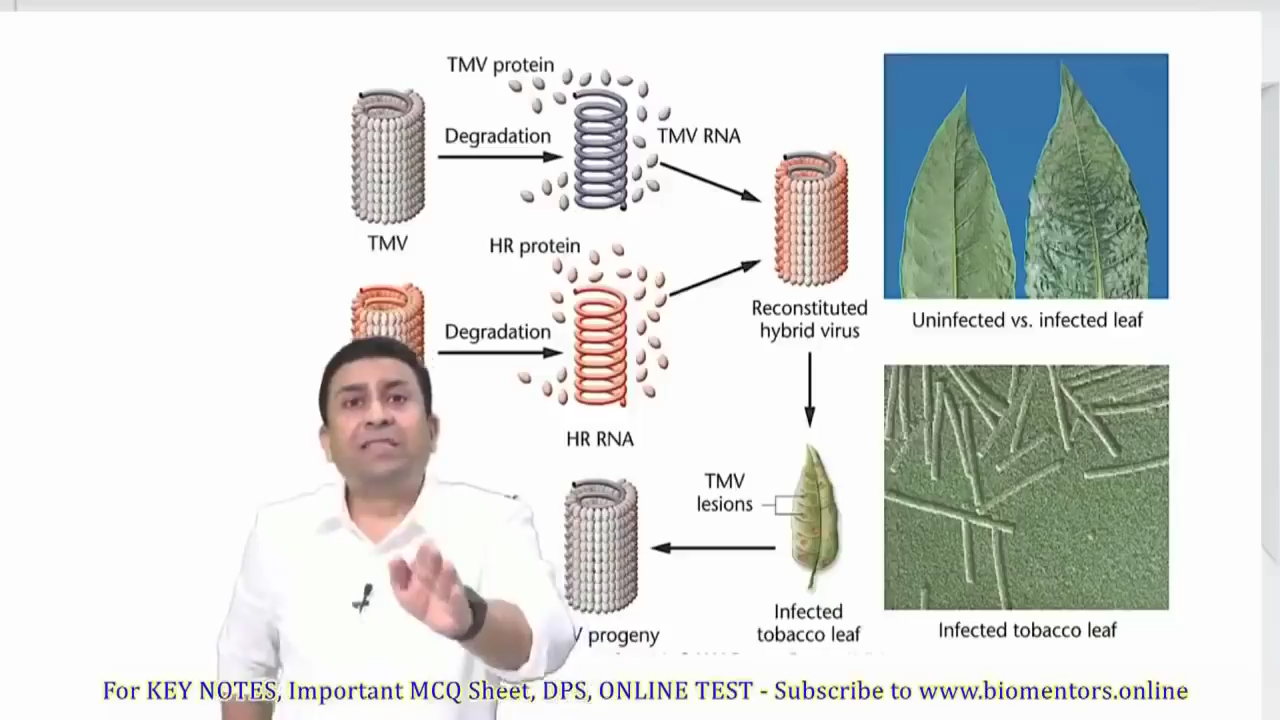 TMV protein
Degradation
TMV RNA
TMV
HR protein
Degradation
HR RNA
Reconstituted
hybrid virus
Uninfected vs. infected leaf
TMV
lesions
V progeny
Infected
tobacco leaf
Infected tobacco leaf
For KEY NOTES, Important MCQ Sheet, DPS, ONLINE TEST - Subscribe to www.biomentors.online